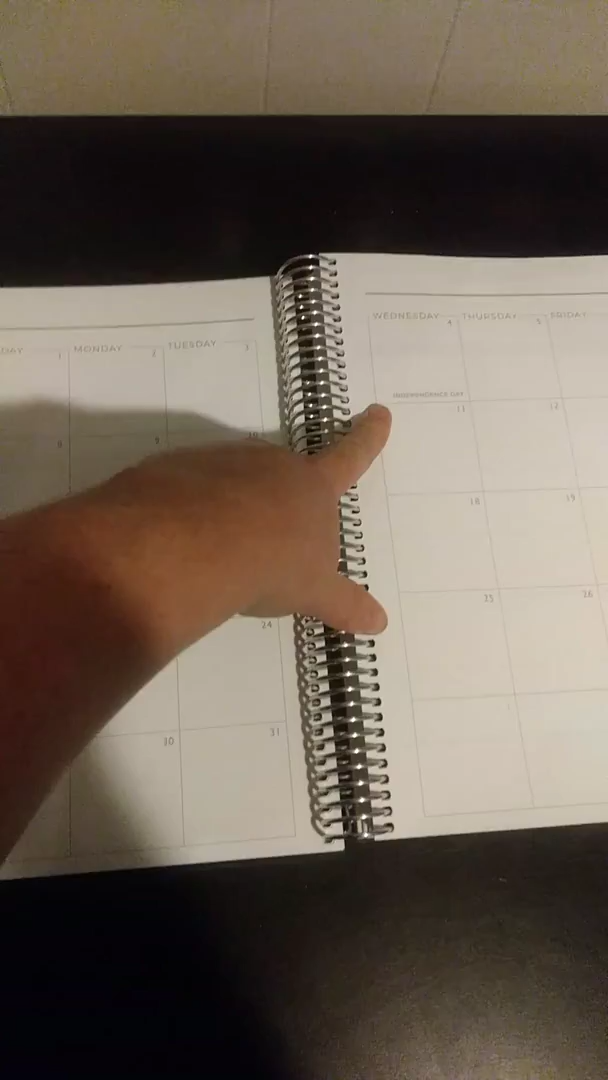 DAY MONDAY TUESDAY WEDNESDAY THURSDAY FRIDAY
1 2 3 4 5
INDEPENDENCE DAY
8 9 10 11 12
18 19
24 25 26
30 31